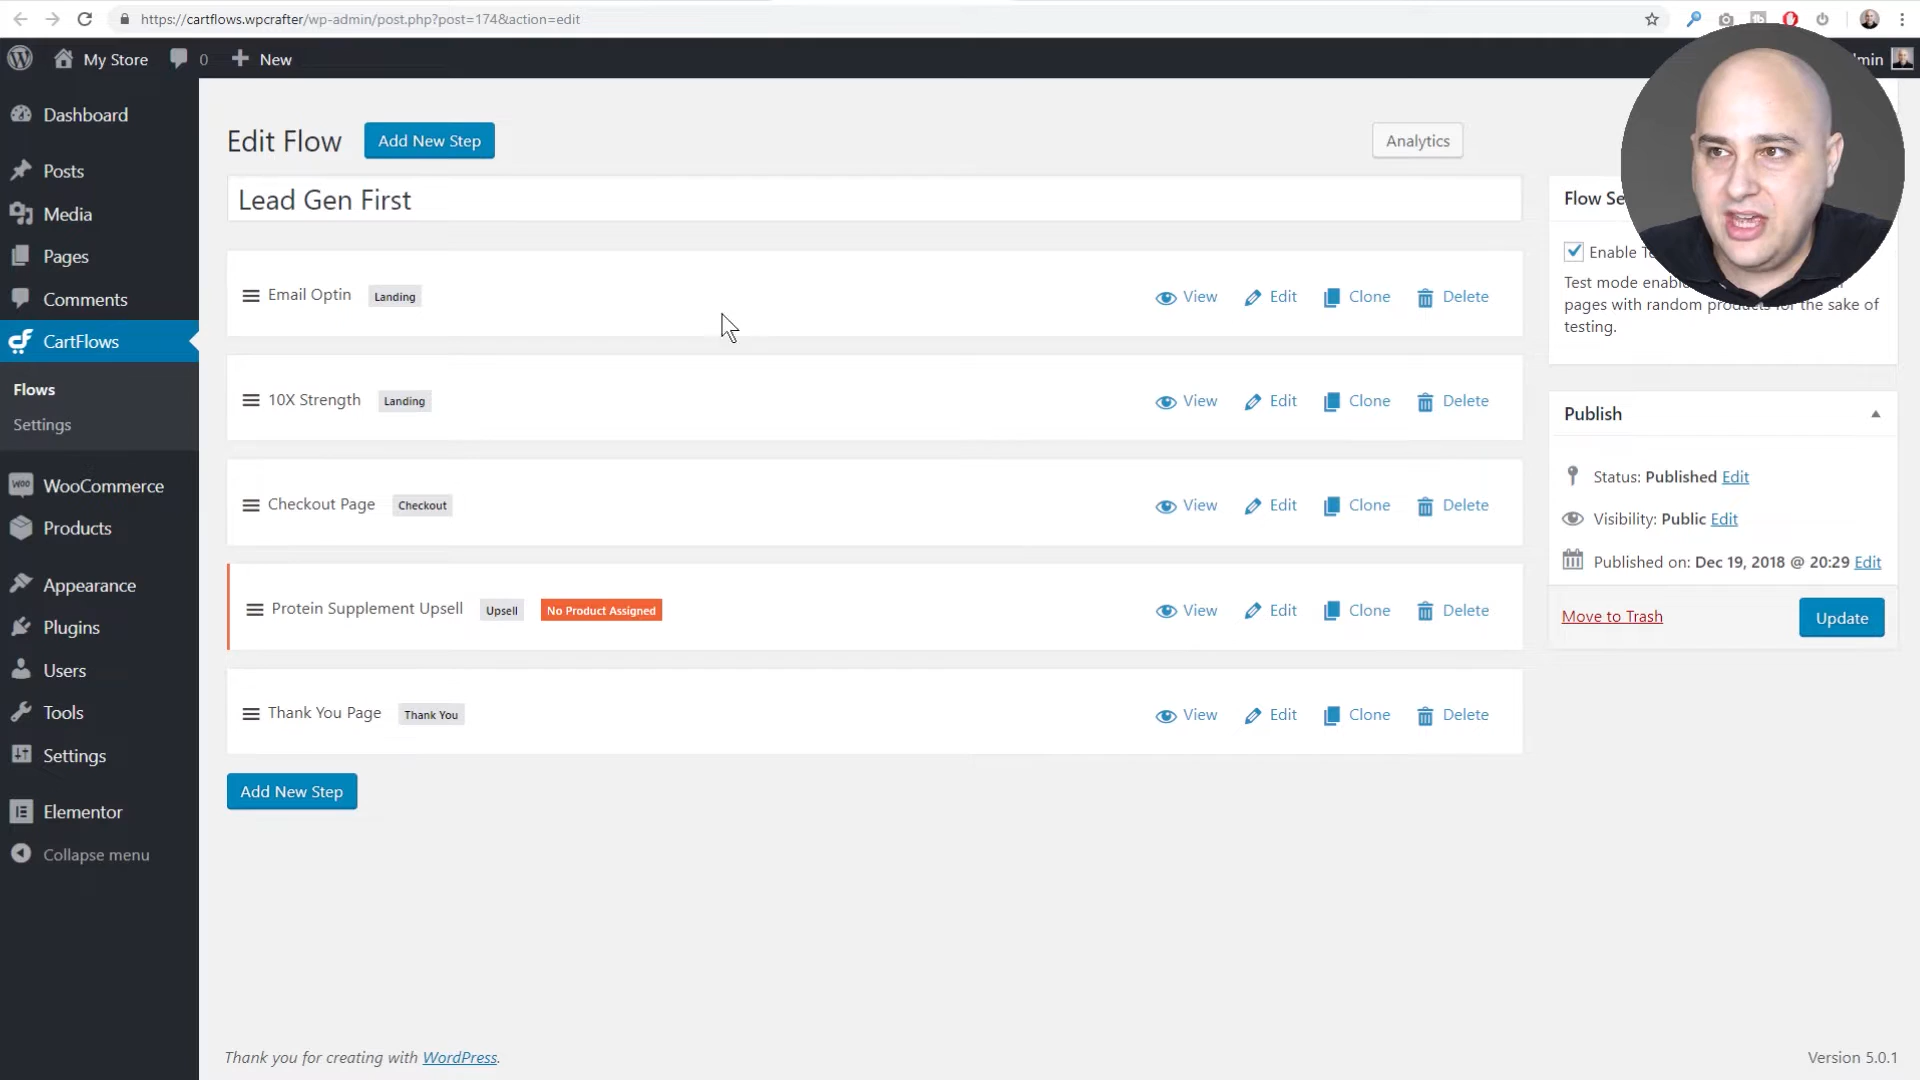 https://cartflows.wpcrafter/wp-admin/post.php?post=174&action=edit
My Store
0
New
min
Dashboard
Posts
Media
Pages
Comments
CartFlows
Flows
Settings
WooCommerce
Products
Appearance
Plugins
Users
Tools
Settings
Elementor
Collapse menu
Edit Flow
Add New Step
Analytics
Lead Gen First
Email Optin Landing View Edit Clone Delete
10X Strength Landing View Edit Clone Delete
Checkout Page Checkout View Edit Clone Delete
Protein Supplement Upsell Upsell No Product Assigned View Edit Clone Delete
Thank You Page Thank You View Edit Clone Delete
Add New Step
Flow Se
Enable
Test mode
pages with random products for the sake of
testing.
Publish
Status: Published Edit
Visibility: Public Edit
Published on: Dec 19, 2018 @ 20:29 Edit
Move to Trash
Update
Thank you for creating with WordPress.
Version 5.0.1